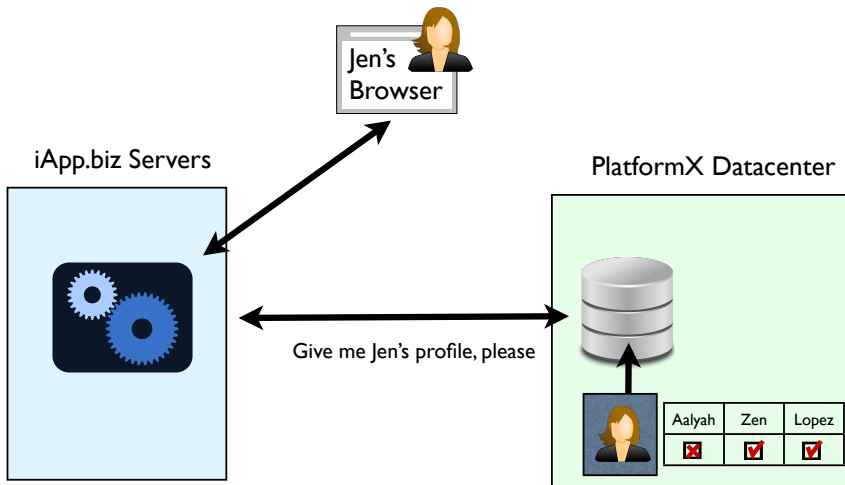 Jen's
Browser
iApp.biz Servers
PlatformX Datacenter
Give me Jen's profile, please
Aalyah Zen Lopez